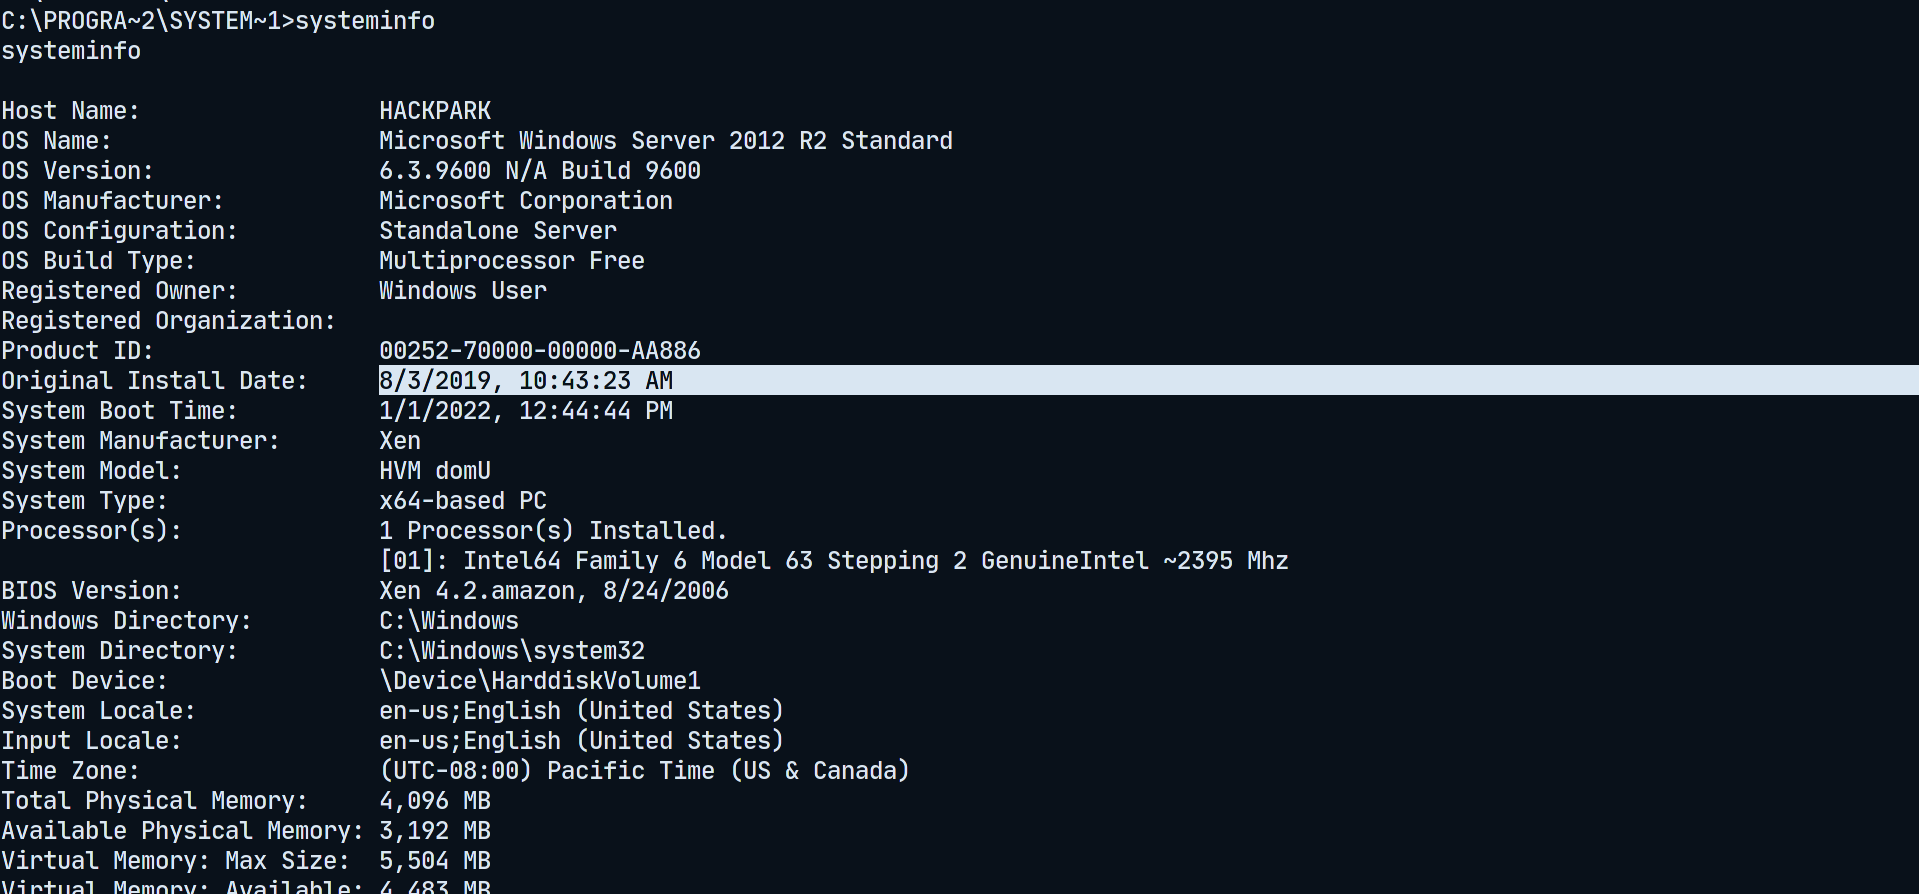 C:\PROGRA~2\SYSTEM~1>systeminfo
systeminfo
Host Name: HACKPARK
OS Name: Microsoft Windows Server 2012 R2 Standard
OS Version: 6.3.9600 N/A Build 9600
OS Manufacturer: Microsoft Corporation
OS Configuration: Standalone Server
OS Build Type: Multiprocessor Free
Registered Owner: Windows User
Registered Organization:
Product ID: 00252-70000-00000-AA886
Original Install Date: 8/3/2019, 10:43:23 AM
System Boot Time: 1/1/2022, 12:44:44 PM
System Manufacturer: Xen
System Model: HVM domU
System Type: x64-based PC
Processor(s): 1 Processor(s) Installed.
[01]: Intel64 Family 6 Model 63 Stepping 2 GenuineIntel ~2395 Mhz
BIOS Version: Xen 4.2.amazon, 8/24/2006
Windows Directory: C:\Windows
System Directory: C:\Windows\system32
Boot Device: \Device\HarddiskVolume1
System Locale: en-us;English (United States)
Input Locale: en-us;English (United States)
Time Zone: (UTC-08:00) Pacific Time (US & Canada)
Total Physical Memory: 4,096 MB
Available Physical Memory: 3,192 MB
Virtual Memory: Max Size: 5,504 MB
Virtual Memory: Available: 4,483 MB